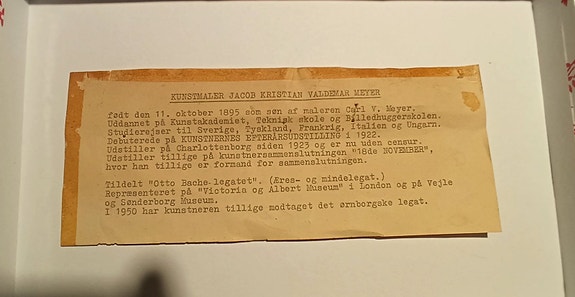 KUNSTMALER JACOB KRISTIAN VALDEMAR MEYER
født den 11. oktober 1895 som søn af maleren Carl V. Meyer.
Uddannet på Kunstakademiet, Teknisk skole og Billedhuggerskolen.
Studierejser til Sverige, Tyskland, Frankrig, Italien og Ungarn.
Debuterede på KUNSTNERNES EFTERÅRSUDSTILLING i 1922.
Udstiller på Charlottenborg siden 1923 og er nu uden censur.
Udstiller tillige på kunstnersammenslutningen "18de NOVEMBER",
hvor han tillige er formand for sammenslutningen.
Tildelt "Otto Bache-legatet". (Æres- og mindelegat.)
Repræsenteret på "Victoria og Albert Museum" i London og på Vejle
og Sønderborg Museum.
I 1950 har kunstneren tillige modtaget det ørnborgske legat.